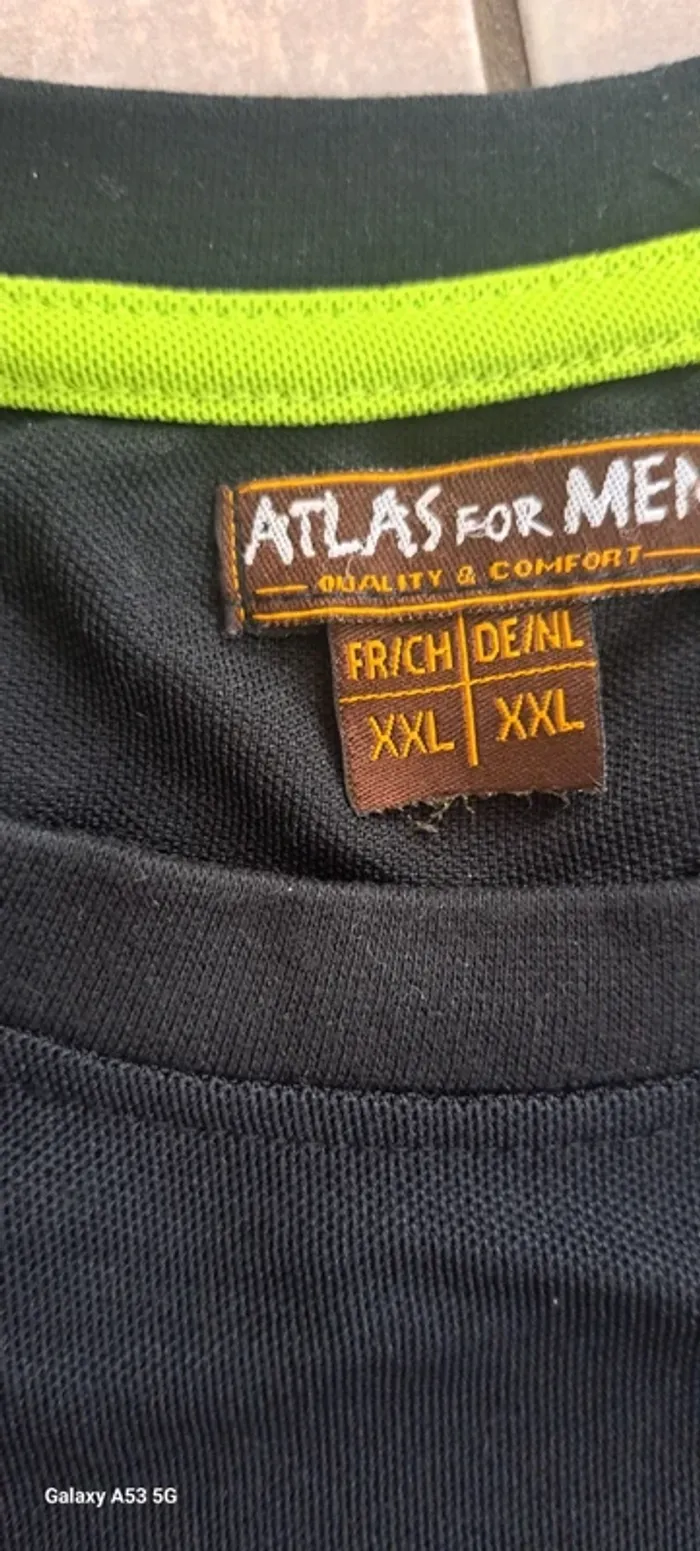 ATLAS FOR MEN
QUALITY & COMFORT
FR/CH DE/NL
XXL XXL
Galaxy A53 5G